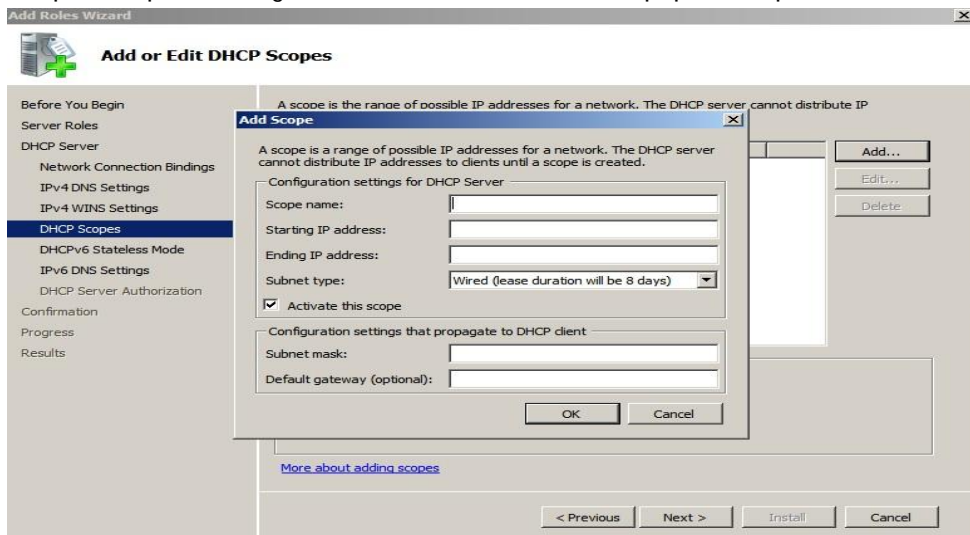 Add Roles Wizard
Add or Edit DHCP Scopes
Before You Begin
Server Roles
DHCP Server
Network Connection Bindings
IPv4 DNS Settings
IPv4 WINS Settings
DHCP Scopes
DHCPv6 Stateless Mode
IPv6 DNS Settings
DHCP Server Authorization
Confirmation
Progress
Results
A scope is the range of possible IP addresses for a network. The DHCP server cannot distribute IP
Add...
Edit...
Delete
Add Scope
A scope is a range of possible IP addresses for a network. The DHCP server
cannot distribute IP addresses to clients until a scope is created.
Configuration settings for DHCP Server
Scope name:
Starting IP address:
Ending IP address:
Subnet type: Wired (lease duration will be 8 days)
Activate this scope
Configuration settings that propagate to DHCP client
Subnet mask:
Default gateway (optional):
OK Cancel
More about adding scopes
< Previous Next > Install Cancel